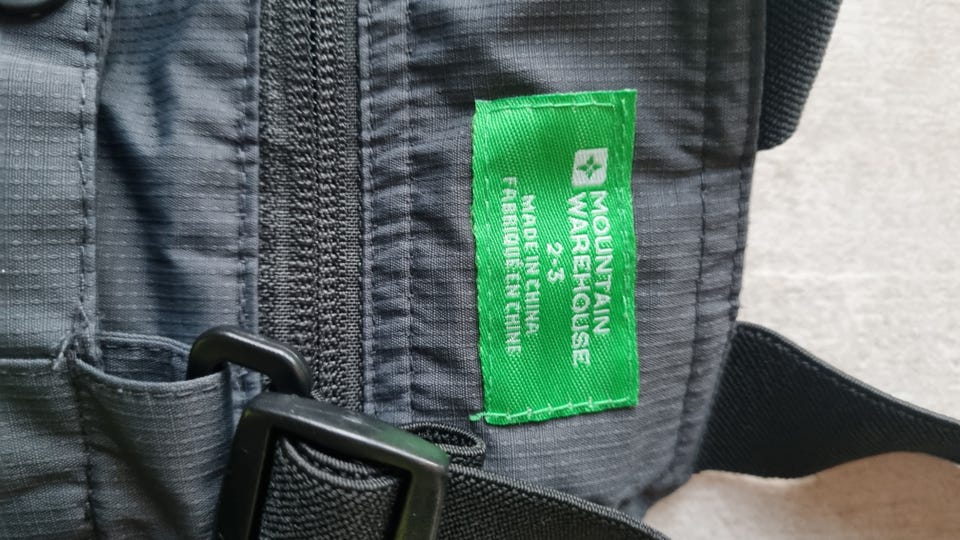 MOUNTAIN
WAREHOUSE
2-3
MADE IN CHINA
FABRIQUÉ EN CHINE